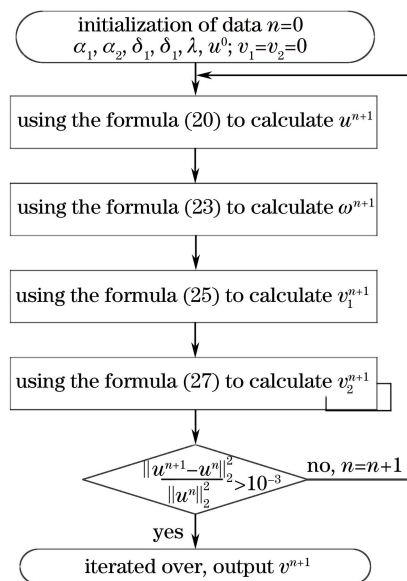 initialization of data n=0
α₁, α₂, δ₁, δ₁, λ, u⁰; v₁=v₂=0
using the formula (20) to calculate uⁿ⁺¹
using the formula (23) to calculate ωⁿ⁺¹
using the formula (25) to calculate v₁ⁿ⁺¹
using the formula (27) to calculate v₂ⁿ⁺¹
‖uⁿ⁺¹−uⁿ‖₂²
‖uⁿ‖₂² >10⁻³
no, n=n+1
yes
iterated over, output vⁿ⁺¹